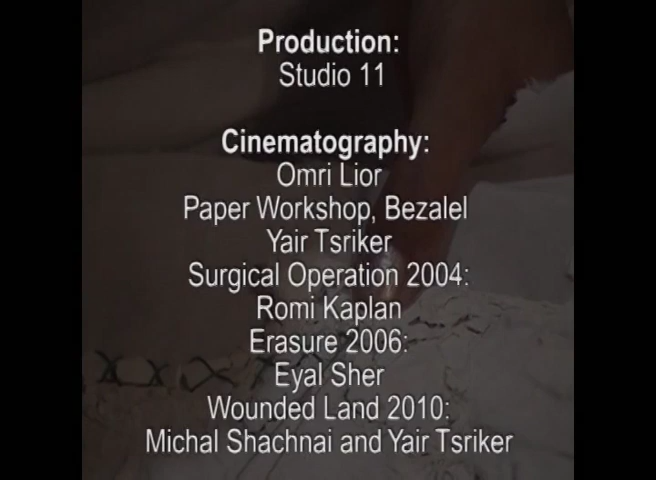 Production:
Studio 11
Cinematography:
Omri Lior
Paper Workshop, Bezalel
Yair Tsriker
Surgical Operation 2004:
Romi Kaplan
Erasure 2006:
Eyal Sher
Wounded Land 2010:
Michal Shachnai and Yair Tsriker